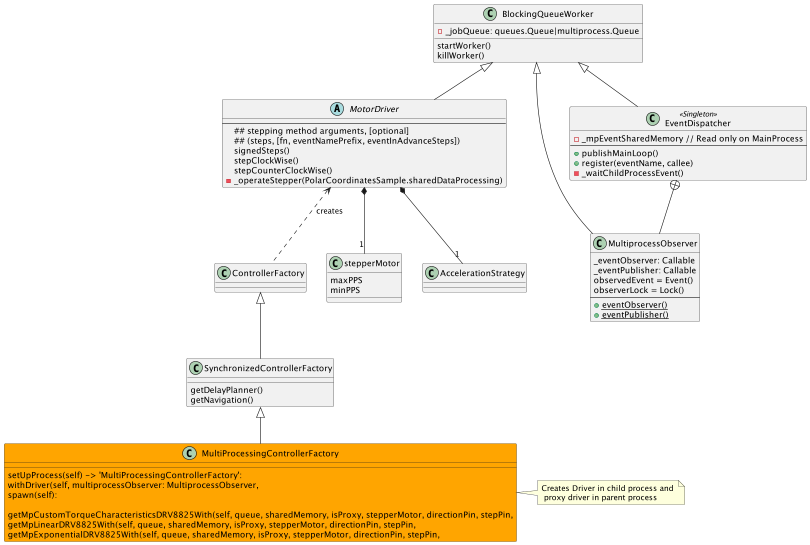 C BlockingQueueWorker
_jobQueue: queues.Queue|multiprocess.Queue
startWorker()
killWorker()
A MotorDriver
## stepping method arguments, [optional]
## (steps, [fn, eventNamePrefix, eventInAdvanceSteps])
signedSteps()
stepClockWise()
stepCounterClockWise()
_operateStepper(PolarCoordinatesSample.sharedDataProcessing)
«Singleton»
C EventDispatcher
_mpEventSharedMemory // Read only on MainProcess
publishMainLoop()
register(eventName, callee)
_waitChildProcessEvent()
creates
1
1
C ControllerFactory
C stepperMotor
maxPPS
minPPS
C AccelerationStrategy
C MultiprocessObserver
_eventObserver: Callable
_eventPublisher: Callable
observedEvent = Event()
observerLock = Lock()
eventObserver()
eventPublisher()
C SynchronizedControllerFactory
getDelayPlanner()
getNavigation()
C MultiProcessingControllerFactory
setUpProcess(self) -> 'MultiProcessingControllerFactory':
withDriver(self, multiprocessObserver: MultiprocessObserver,
spawn(self):
getMpCustomTorqueCharacteristicsDRV8825With(self, queue, sharedMemory, isProxy, stepperMotor, directionPin, stepPin,
getMpLinearDRV8825With(self, queue, sharedMemory, isProxy, stepperMotor, directionPin, stepPin,
getMpExponentialDRV8825With(self, queue, sharedMemory, isProxy, stepperMotor, directionPin, stepPin,
Creates Driver in child process and
proxy driver in parent process